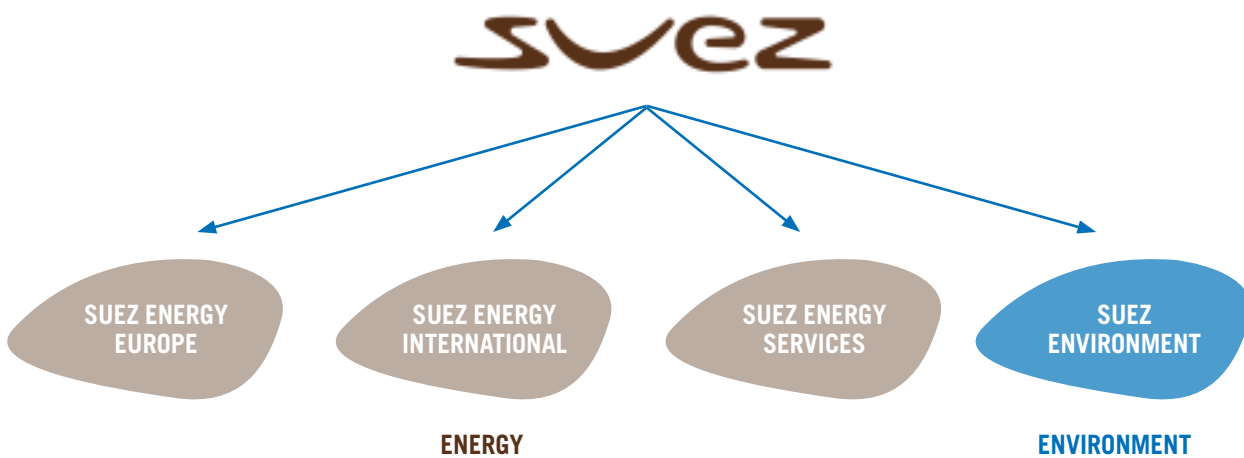 suez
SUEZ ENERGY
EUROPE
SUEZ ENERGY
INTERNATIONAL
SUEZ ENERGY
SERVICES
SUEZ
ENVIRONMENT
ENERGY
ENVIRONMENT